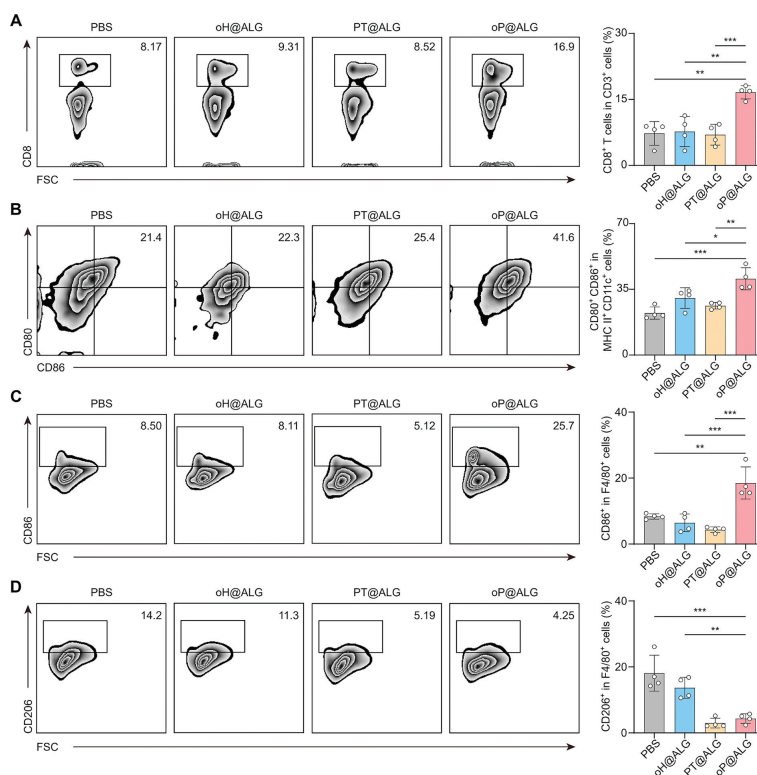 A
PBS
oH@ALG
PT@ALG
oP@ALG
8.17
9.31
8.52
16.9
CD8
FSC
CD8⁺ T cells in CD3⁺ cells (%)
30
15
0
***
**
**
PBS
oH@ALG
PT@ALG
oP@ALG
B
PBS
oH@ALG
PT@ALG
oP@ALG
21.4
22.3
25.4
41.6
CD80
CD86
CD80⁺ CD86⁺ in
MHC II⁺ CD11c⁺ cells (%)
70
35
0
**
*
***
PBS
oH@ALG
PT@ALG
oP@ALG
C
PBS
oH@ALG
PT@ALG
oP@ALG
8.50
8.11
5.12
25.7
CD86
FSC
CD86⁺ in F4/80⁺ cells (%)
40
20
0
***
***
**
PBS
oH@ALG
PT@ALG
oP@ALG
D
PBS
oH@ALG
PT@ALG
oP@ALG
14.2
11.3
5.19
4.25
CD206
FSC
CD206⁺ in F4/80⁺ cells (%)
40
20
0
***
**
PBS
oH@ALG
PT@ALG
oP@ALG